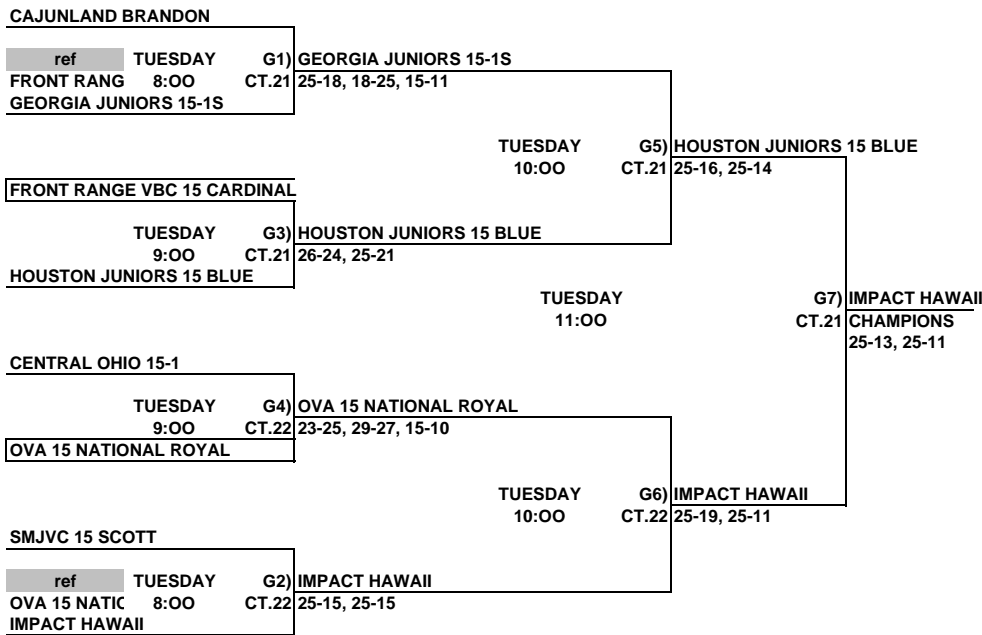 CAJUNLAND BRANDON
ref TUESDAY G1) GEORGIA JUNIORS 15-1S
FRONT RANG 8:OO CT.21 25-18, 18-25, 15-11
GEORGIA JUNIORS 15-1S
TUESDAY G5) HOUSTON JUNIORS 15 BLUE
10:OO CT.21 25-16, 25-14
FRONT RANGE VBC 15 CARDINAL
TUESDAY G3) HOUSTON JUNIORS 15 BLUE
9:OO CT.21 26-24, 25-21
HOUSTON JUNIORS 15 BLUE
TUESDAY G7) IMPACT HAWAII
11:OO CT.21 CHAMPIONS
25-13, 25-11
CENTRAL OHIO 15-1
TUESDAY G4) OVA 15 NATIONAL ROYAL
9:OO CT.22 23-25, 29-27, 15-10
OVA 15 NATIONAL ROYAL
TUESDAY G6) IMPACT HAWAII
10:OO CT.22 25-19, 25-11
SMJVC 15 SCOTT
ref TUESDAY G2) IMPACT HAWAII
OVA 15 NATIC 8:OO CT.22 25-15, 25-15
IMPACT HAWAII